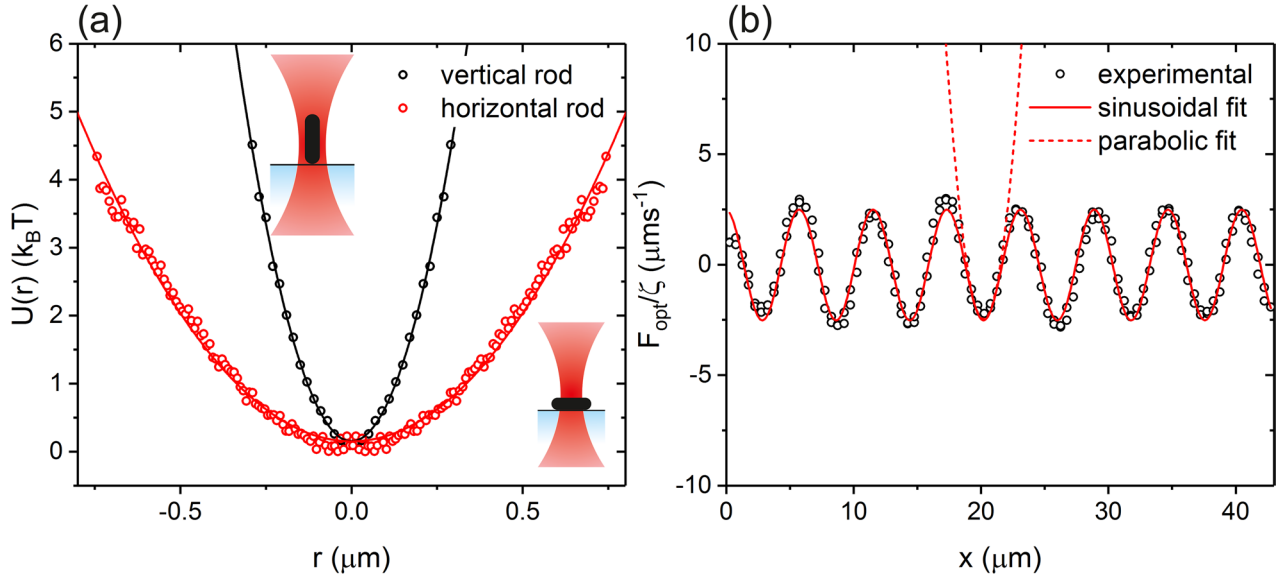 (a)
U(r) (k_BT)
6
5
4
3
2
1
0
vertical rod
horizontal rod
-0.5
0.0
0.5
r (μm)
(b)
F_opt/ζ (μms⁻¹)
10
5
0
-5
-10
experimental
sinusoidal fit
parabolic fit
0
10
20
30
40
x (μm)